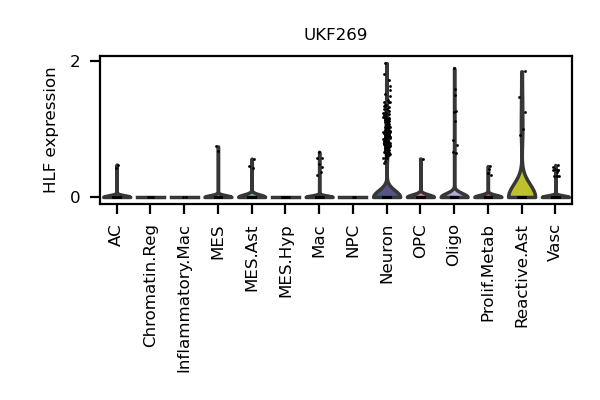 UKF269
HLF expression
2
0
AC
Chromatin.Reg
Inflammatory.Mac
MES
MES.Ast
MES.Hyp
Mac
NPC
Neuron
OPC
Oligo
Prolif.Metab
Reactive.Ast
Vasc